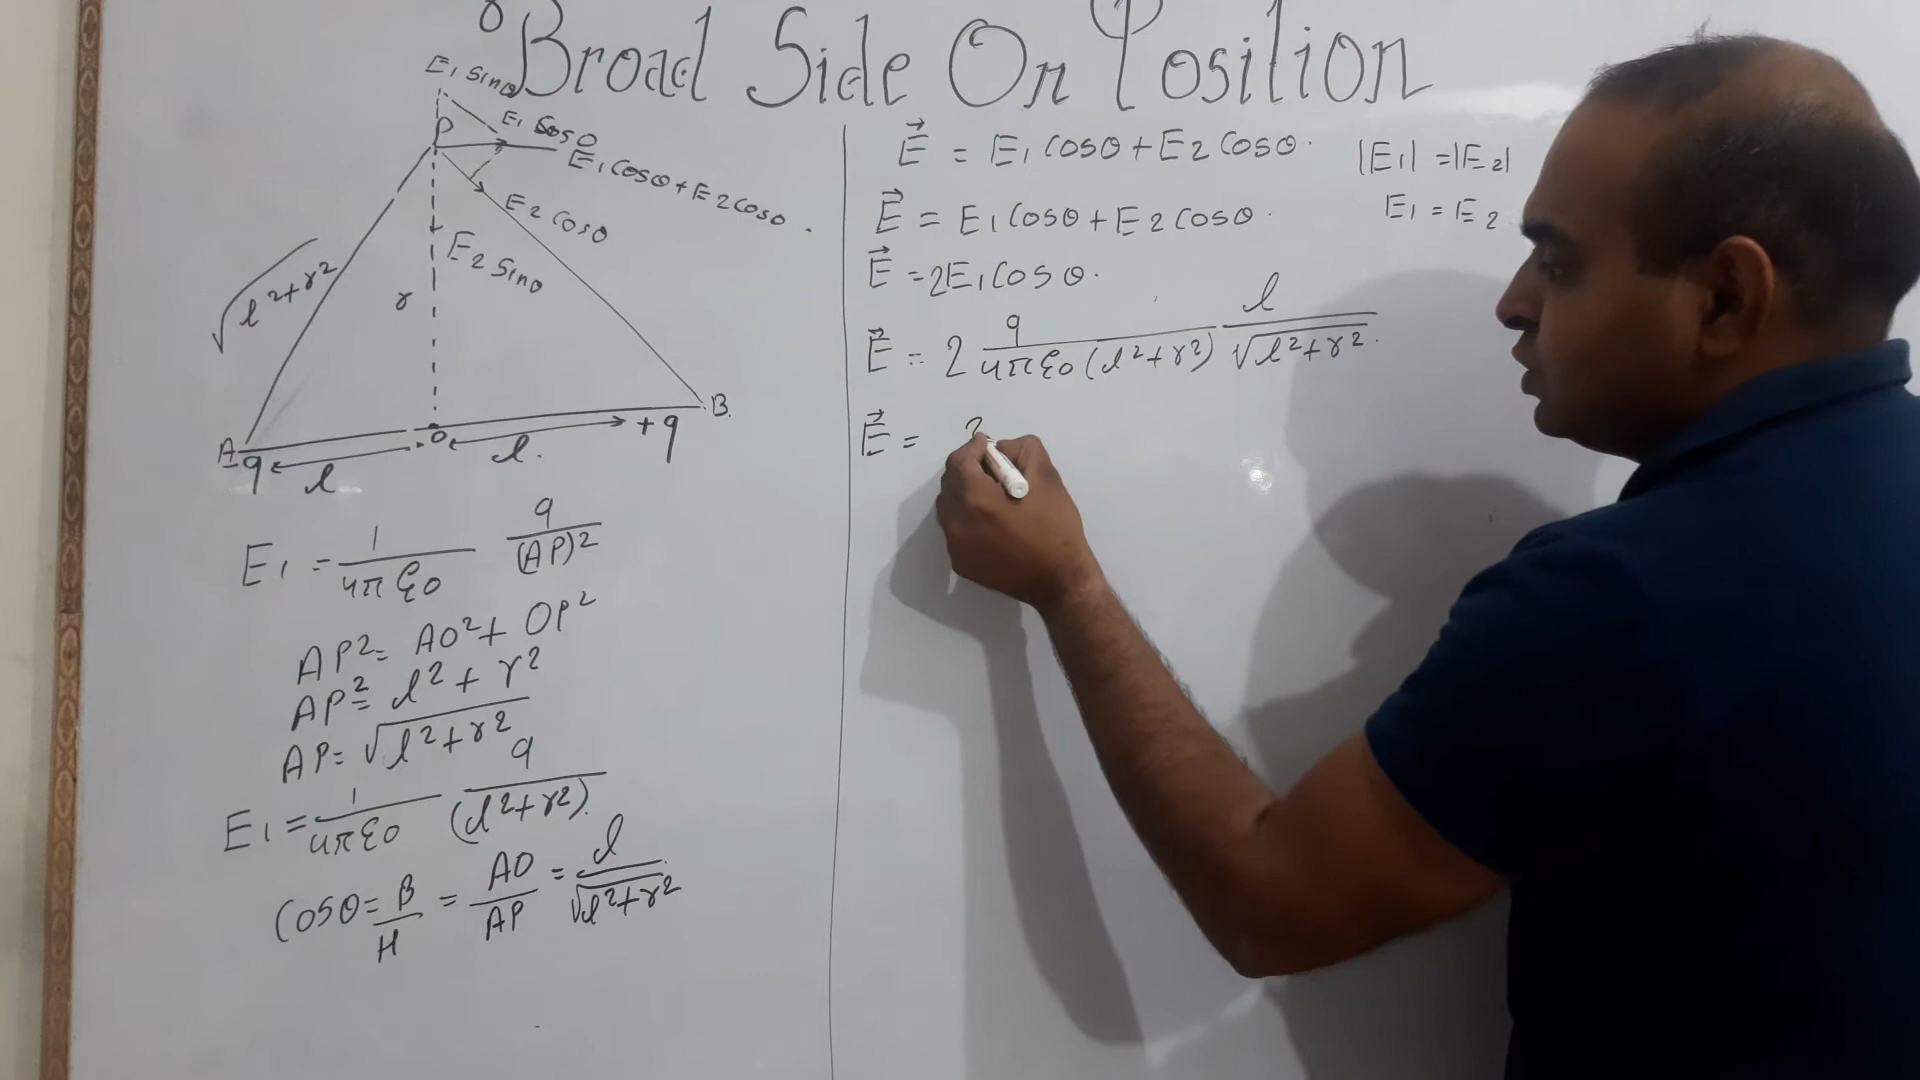 Broad Side On Position
E1 Sinθ
P
E1 Cosθ
E1 Cosθ + E2 Cosθ.
E2 Cosθ
E2 Sinθ
√l²+r²
r
A
B.
-q
l
o
l.
+q
E1 = 1/4πε0 q/(AP)2
AP2 = AO2 + OP2
AP2 = l2 + r2
AP = √l2+r2
E1 = 1/4πε0 q/(l2+r2).
Cosθ = B/H = AO/AP = l/√l2+r2
E⃗ = E1 Cosθ + E2 Cosθ.
|E1| = |E2|
E⃗ = E1 Cosθ + E2 Cosθ.
E1 = E2
E⃗ = 2E1 Cosθ.
E⃗ = 2 q/4πε0(l2+r2) l/√l2+r2.
E⃗ = 2